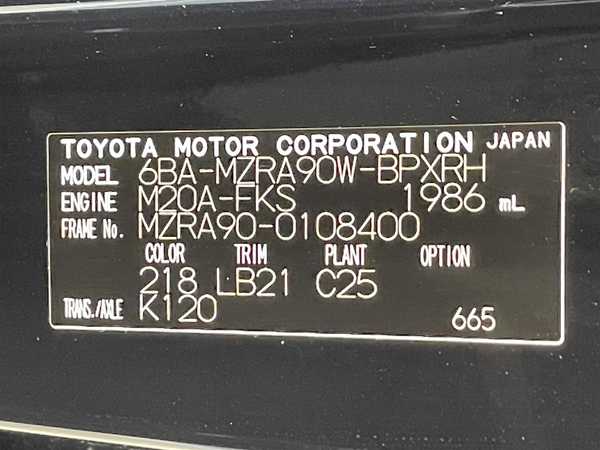 TOYOTA MOTOR CORPORATION JAPAN
MODEL 6BA-MZRA90W-BPXRH
ENGINE M20A-FKS 1986 mL
FRAME No. MZRA90-0108400
COLOR TRIM PLANT OPTION
218 LB21 C25
TRANS./AXLE K120
665